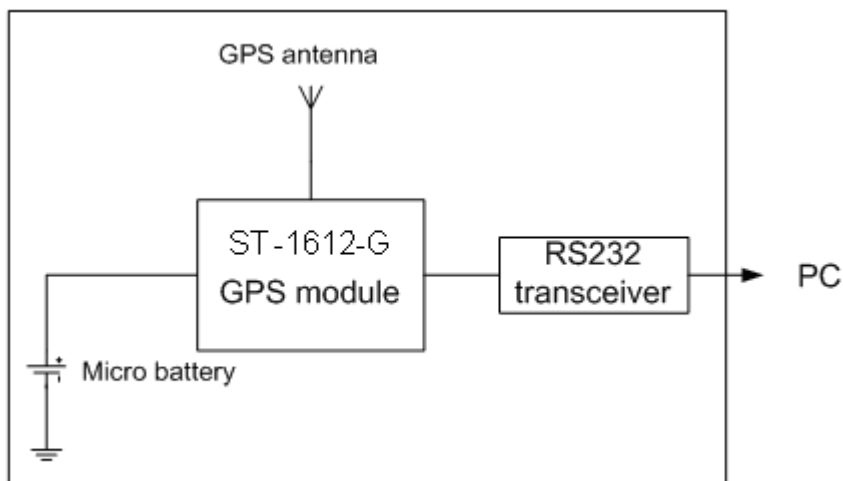 GPS antenna
ST-1612-G
GPS module
RS232
transceiver
PC
Micro battery